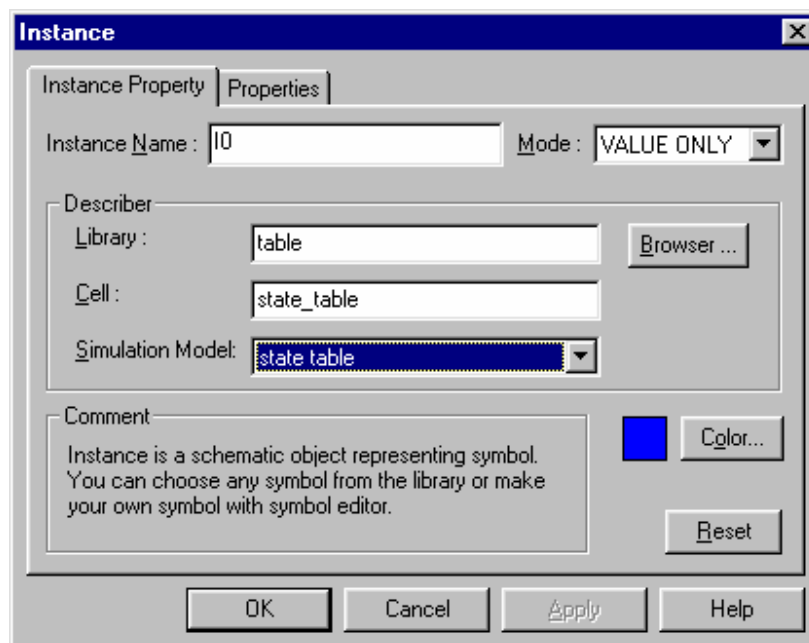 Instance
Instance Property Properties
Instance Name : I0 Mode : VALUE ONLY
Describer
Library : table Browser ...
Cell : state_table
Simulation Model: state table
Comment
Instance is a schematic object representing symbol.
You can choose any symbol from the library or make
your own symbol with symbol editor.
Color...
Reset
OK Cancel Apply Help